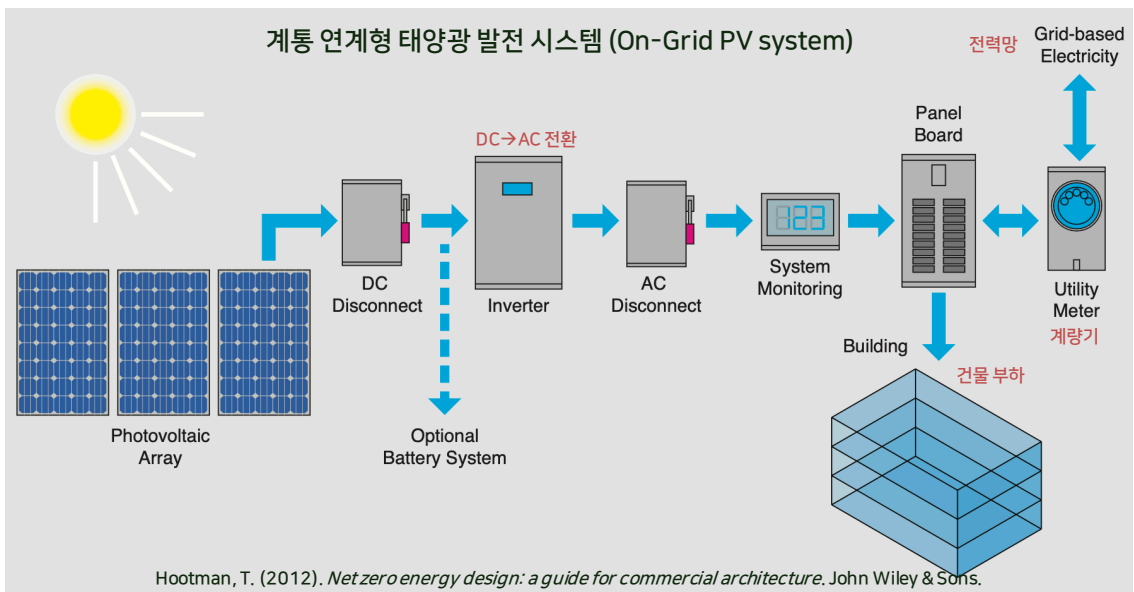 계통 연계형 태양광 발전 시스템 (On-Grid PV system)
전력망
Grid-based
Electricity
Panel
Board
DC→AC 전환
DC
Disconnect
Inverter
AC
Disconnect
123
System
Monitoring
Utility
Meter
계량기
Building
건물 부하
Photovoltaic
Array
Optional
Battery System
Hootman, T. (2012). Net zero energy design: a guide for commercial architecture. John Wiley & Sons.